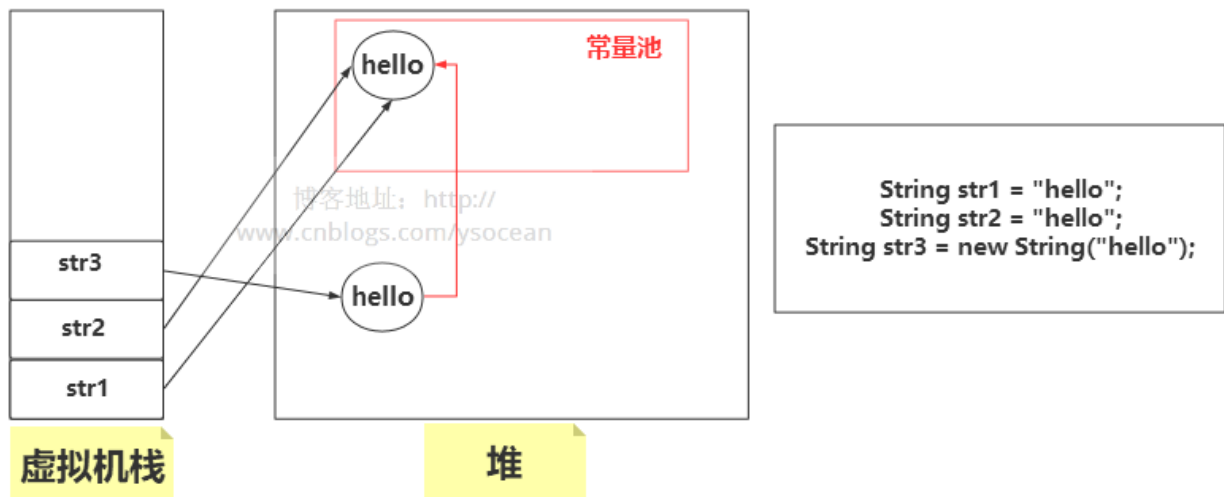 hello
常量池
博客地址：http://
www.cnblogs.com/ysocean
str3
hello
str2
str1
虚拟机栈
堆
String str1 = "hello";
String str2 = "hello";
String str3 = new String("hello");